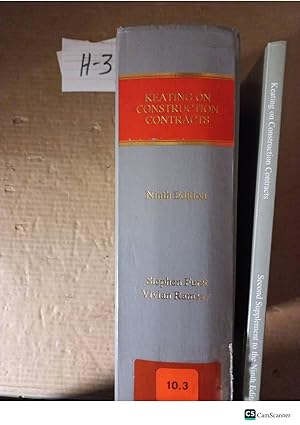 H-3
KEATING ON
CONSTRUCTION
CONTRACTS
Ninth Edition
Stephen Furst
Vivian Ramsey
10.3
Keating on Construction Contracts
Second Supplement to the Ninth
CS CamScanner